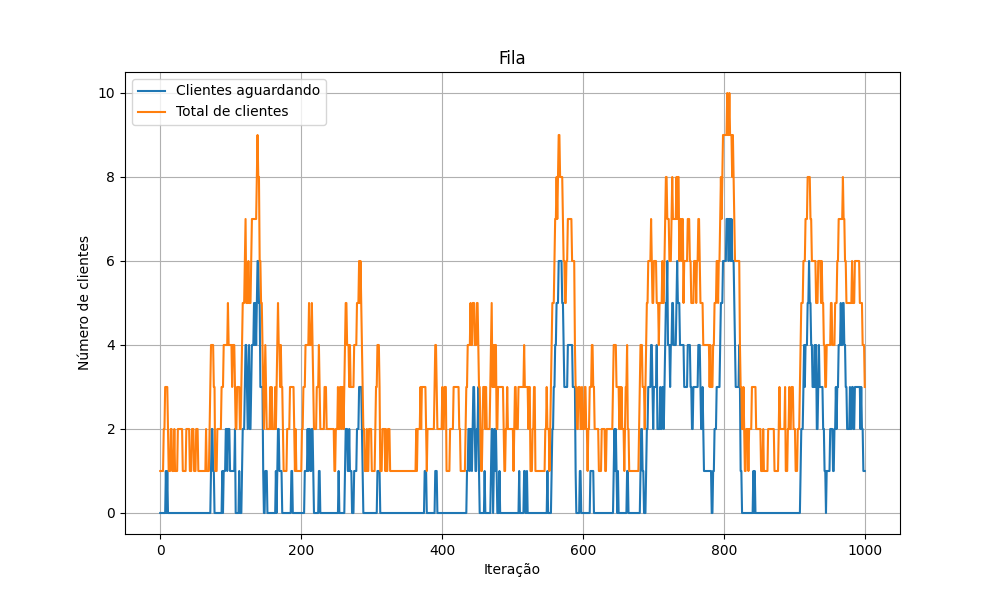 Fila
Clientes aguardando
Total de clientes
10
8
6
4
2
0
Número de clientes
0 200 400 600 800 1000
Iteração